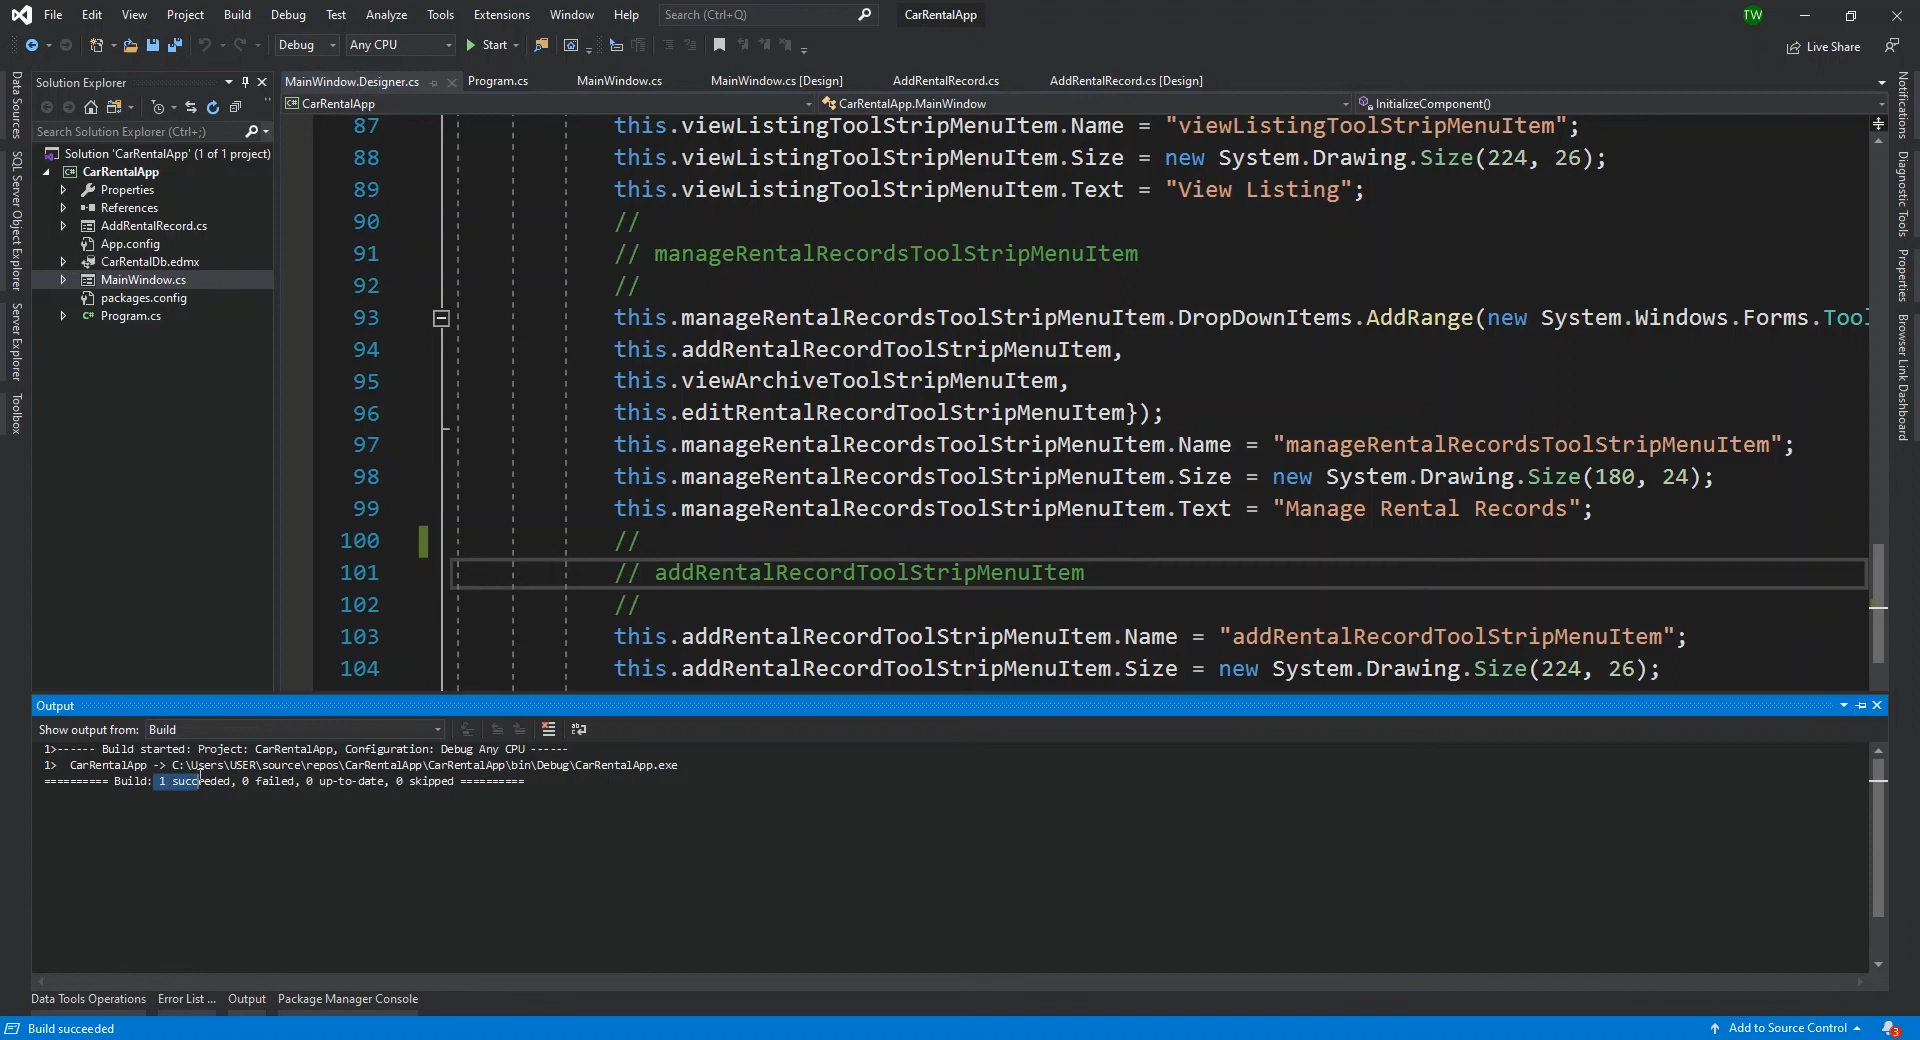 File Edit View Project Build Debug Test Analyze Tools Extensions Window Help Search (Ctrl+Q) CarRentalApp TW
Debug Any CPU Start Live Share
Solution Explorer
Search Solution Explorer (Ctrl+;)
Solution 'CarRentalApp' (1 of 1 project)
CarRentalApp
Properties
References
AddRentalRecord.cs
App.config
CarRentalDb.edmx
MainWindow.cs
packages.config
Program.cs
Data Sources
SQL Server Object Explorer
Server Explorer
Toolbox
MainWindow.Designer.cs Program.cs MainWindow.cs MainWindow.cs [Design] AddRentalRecord.cs AddRentalRecord.cs [Design]
CarRentalApp CarRentalApp.MainWindow InitializeComponent()
87 this.viewListingToolStripMenuItem.Name = "viewListingToolStripMenuItem";
88 this.viewListingToolStripMenuItem.Size = new System.Drawing.Size(224, 26);
89 this.viewListingToolStripMenuItem.Text = "View Listing";
90 //
91 // manageRentalRecordsToolStripMenuItem
92 //
93 this.manageRentalRecordsToolStripMenuItem.DropDownItems.AddRange(new System.Windows.Forms.Tool
94 this.addRentalRecordToolStripMenuItem,
95 this.viewArchiveToolStripMenuItem,
96 this.editRentalRecordToolStripMenuItem});
97 this.manageRentalRecordsToolStripMenuItem.Name = "manageRentalRecordsToolStripMenuItem";
98 this.manageRentalRecordsToolStripMenuItem.Size = new System.Drawing.Size(180, 24);
99 this.manageRentalRecordsToolStripMenuItem.Text = "Manage Rental Records";
100 //
101 // addRentalRecordToolStripMenuItem
102 //
103 this.addRentalRecordToolStripMenuItem.Name = "addRentalRecordToolStripMenuItem";
104 this.addRentalRecordToolStripMenuItem.Size = new System.Drawing.Size(224, 26);
Notifications
Diagnostic Tools
Properties
Browser Link Dashboard
Output
Show output from: Build
1>------ Build started: Project: CarRentalApp, Configuration: Debug Any CPU ------
1> CarRentalApp -> C:\Users\USER\source\repos\CarRentalApp\CarRentalApp\bin\Debug\CarRentalApp.exe
========== Build: 1 succeeded, 0 failed, 0 up-to-date, 0 skipped ==========
Data Tools Operations Error List ... Output Package Manager Console
Build succeeded Add to Source Control 3